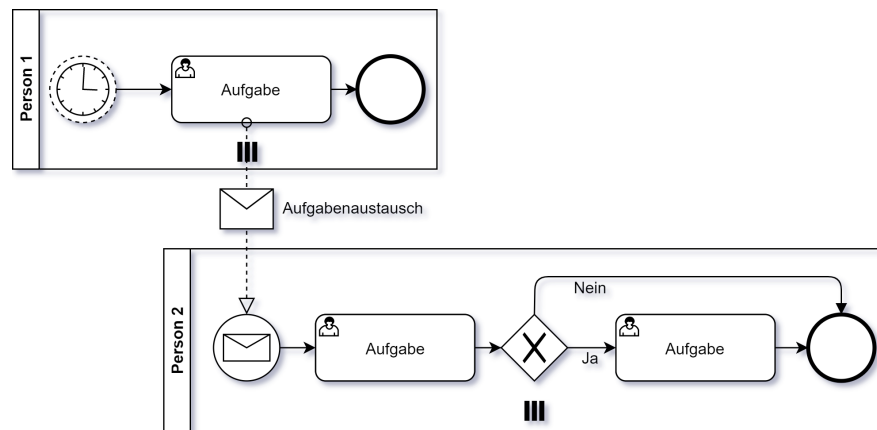 Person 1
Aufgabe
Aufgabenaustausch
Person 2
Nein
Aufgabe
Ja
Aufgabe